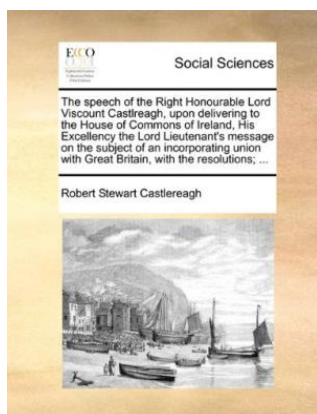 ECCO
Social Sciences
The speech of the Right Honourable Lord
Viscount Castlreagh, upon delivering to
the House of Commons of Ireland, His
Excellency the Lord Lieutenant's message
on the subject of an incorporating union
with Great Britain, with the resolutions; ...
Robert Stewart Castlereagh